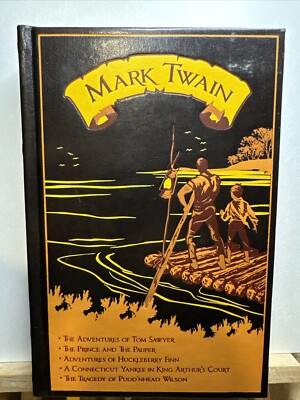 MARK TWAIN
• THE ADVENTURES OF TOM SAWYER
• THE PRINCE AND THE PAUPER
• ADVENTURES OF HUCKLEBERRY FINN
• A CONNECTICUT YANKEE IN KING ARTHUR'S COURT
• THE TRAGEDY OF PUDD'NHEAD WILSON